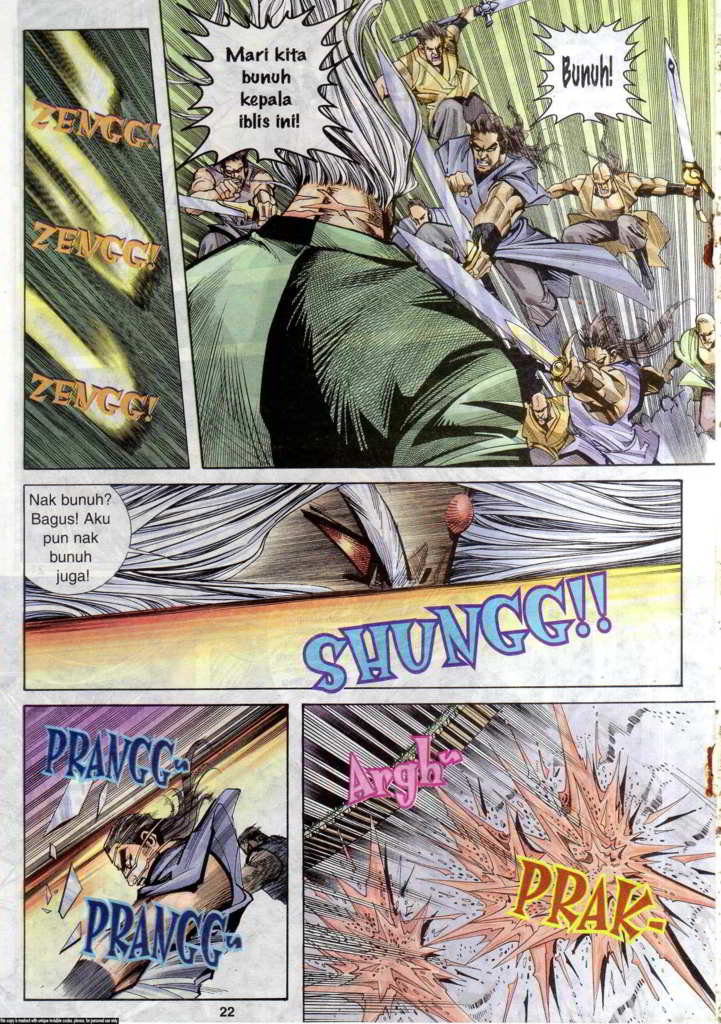 ZENGG!
ZENGG!
ZENGG!
Mari kita
bunuh
kepala
iblis ini!
Bunuh!
Nak bunuh?
Bagus! Aku
pun nak
bunuh
juga!
SHUNGG!!
PRANGG~
PRANGG~
Argh~
PRAK-
22